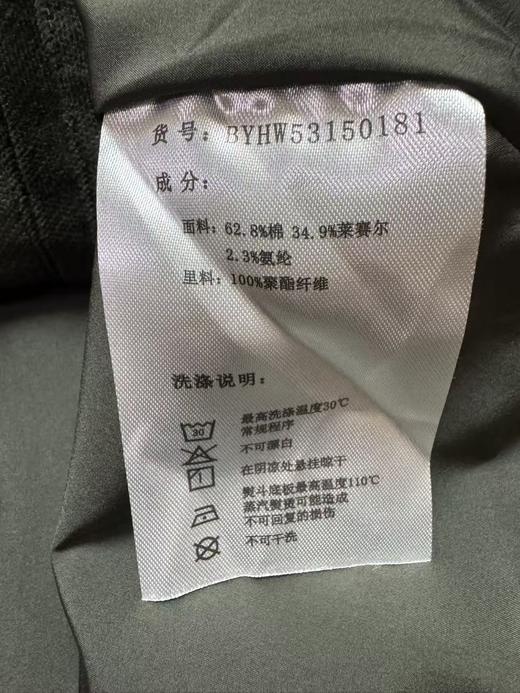 货号：BYHW53150181
成分：
面料：62.8%棉 34.9%莱赛尔
2.3%氨纶
里料：100%聚酯纤维
洗涤说明：
30
最高洗涤温度30℃
常规程序
不可漂白
在阴凉处悬挂晾干
熨斗底板最高温度110℃
蒸汽熨烫可能造成
不可回复的损伤
不可干洗